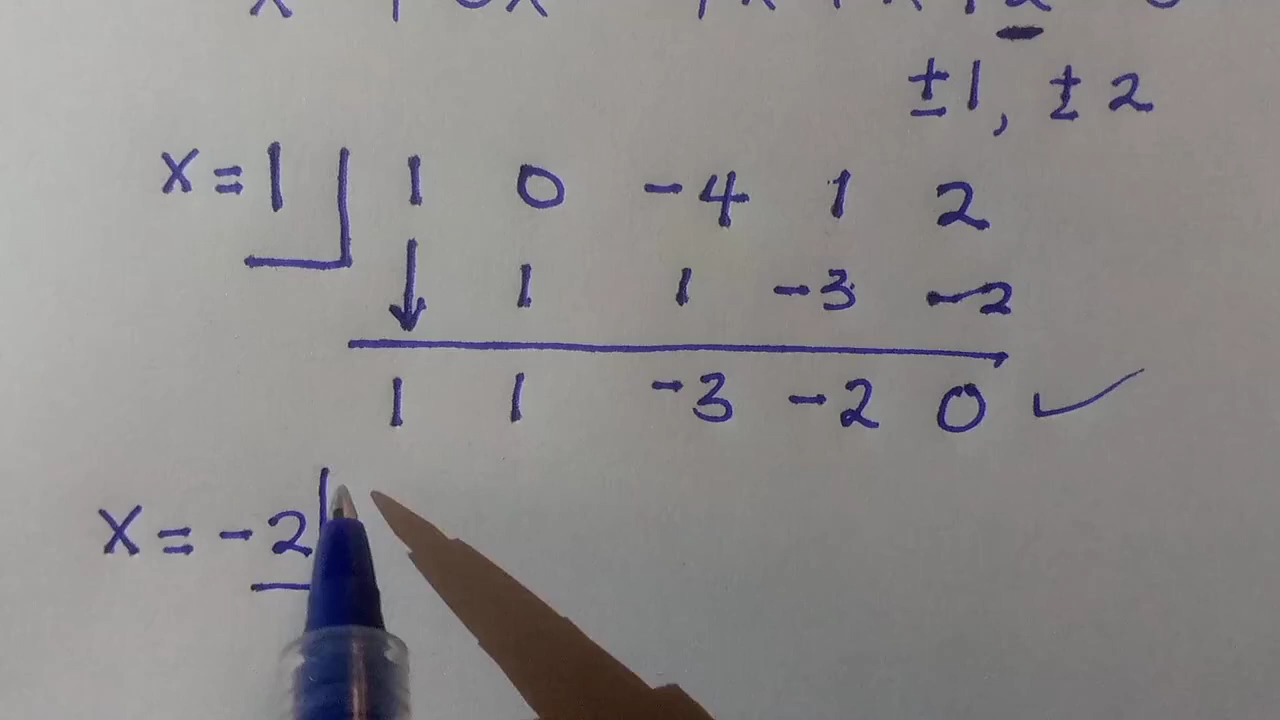 ±1, ±2
x=1 1 0 -4 1 2
1 1 -3 -2
1 1 -3 -2 0 ✓
x = -2